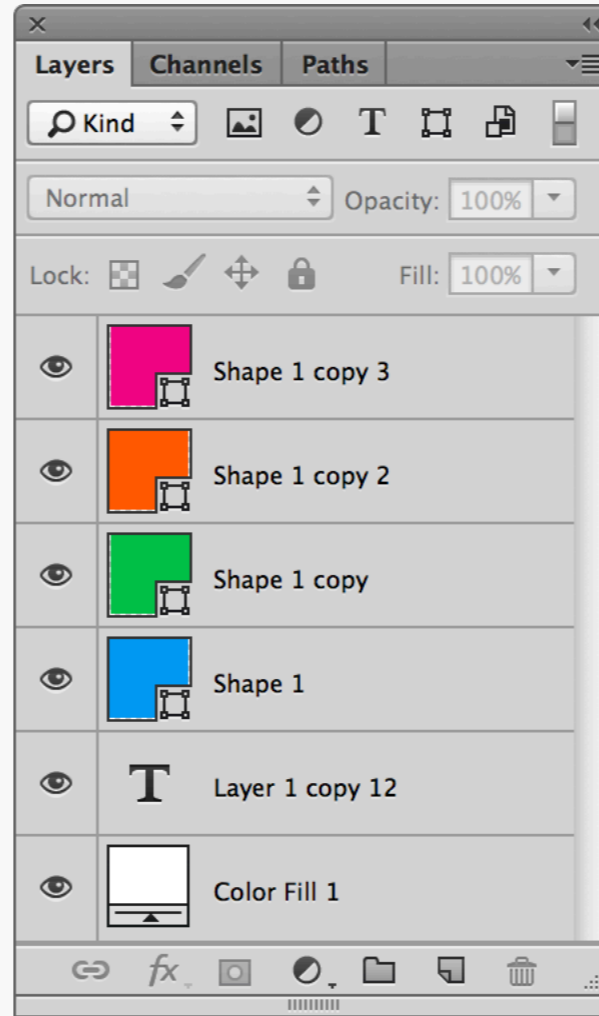 Layers Channels Paths
Kind T
Normal Opacity: 100%
Lock: Fill: 100%
Shape 1 copy 3
Shape 1 copy 2
Shape 1 copy
Shape 1
T Layer 1 copy 12
Color Fill 1
fx